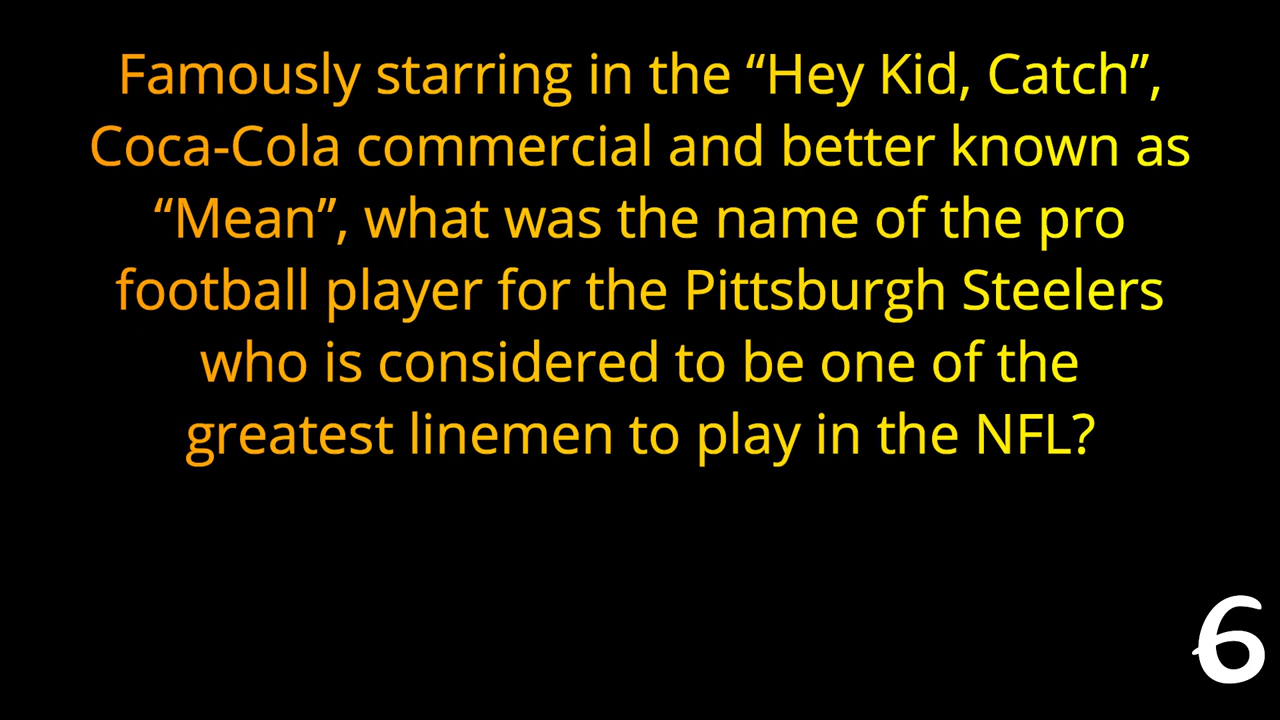 Famously starring in the “Hey Kid, Catch”,
Coca-Cola commercial and better known as
“Mean”, what was the name of the pro
football player for the Pittsburgh Steelers
who is considered to be one of the
greatest linemen to play in the NFL?
6